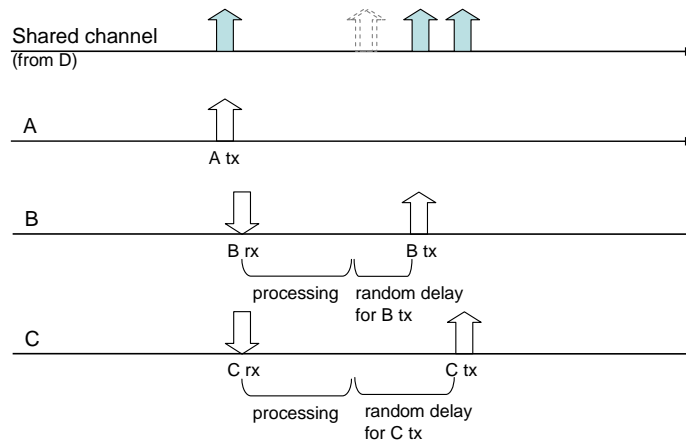 Shared channel
(from D)
A
A tx
B
B rx
B tx
processing
random delay
for B tx
C
C rx
C tx
processing
random delay
for C tx